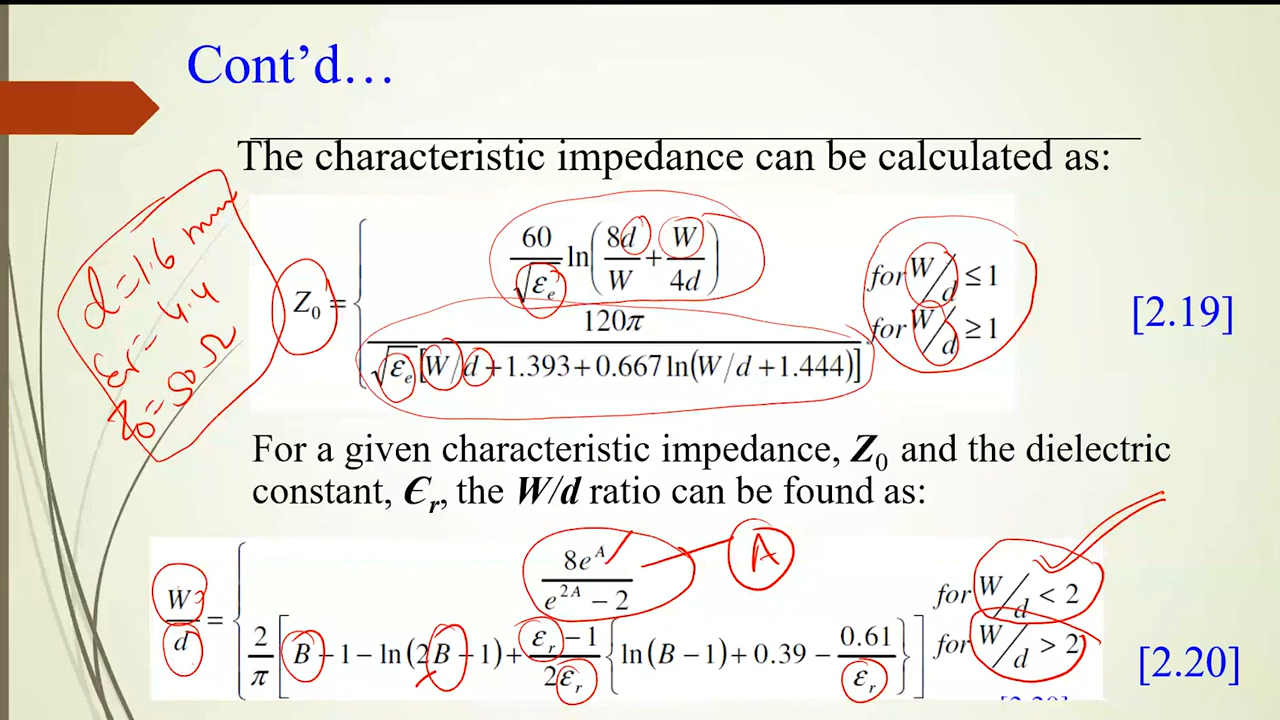 Cont’d…
The characteristic impedance can be calculated as:
Z₀ = { 60/√εₑ ln(8d/W + W/4d) for W/d ≤ 1
120π / √εₑ[W/d +1.393+0.667 ln(W/d +1.444)] for W/d ≥ 1
[2.19]
d=1.6 mm
εr= 4.4
Z0= 50 Ω
For a given characteristic impedance, Z₀ and the dielectric
constant, Єr, the W/d ratio can be found as:
W/d = { 8e^A / e^2A − 2 for W/d < 2
2/π [B −1 − ln(2B −1) + εr −1 / 2εr {ln(B −1) + 0.39 − 0.61/εr}] for W/d > 2
A
[2.20]